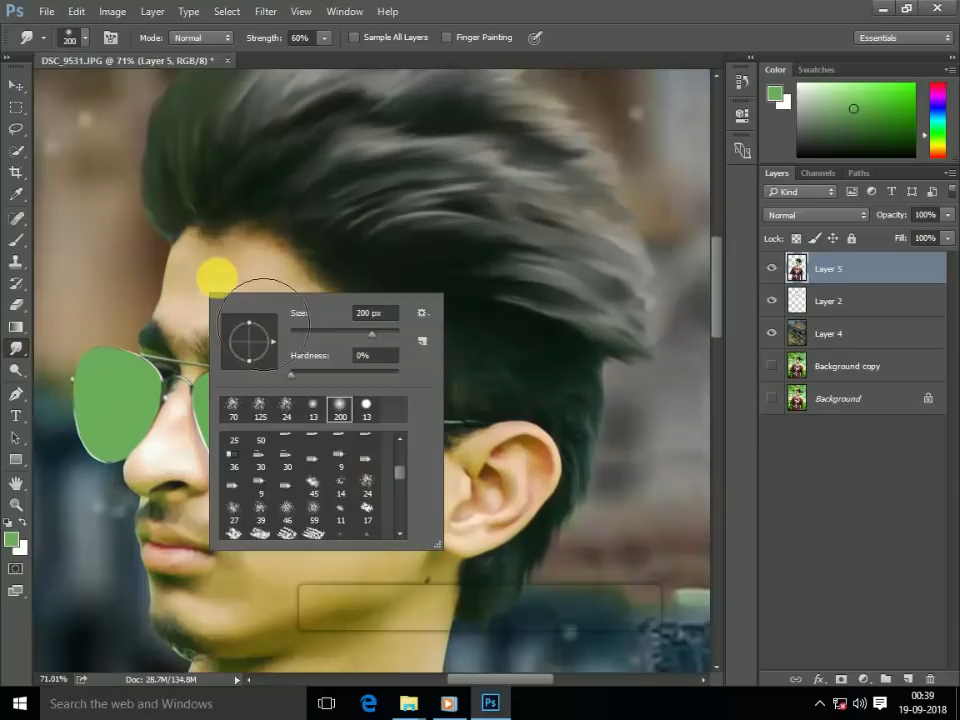 Ps File Edit Image Layer Type Select Filter View Window Help
200 Mode: Normal Strength: 60% Sample All Layers Finger Painting Essentials
DSC_9531.JPG @ 71% (Layer 5, RGB/8) * ×
Color Swatches
Layers Channels Paths
Kind
Normal Opacity: 100%
Lock: Fill: 100%
Layer 5
Layer 2
Layer 4
Background copy
Background
Size: 200 px
Hardness: 0%
70 125 24 13 200 13
25 50
36 30 30 9
9 45 14 24
27 39 46 59 11 17
71.01% Doc: 28.7M/134.8M
Search the web and Windows
Ps
00:39
19-09-2018